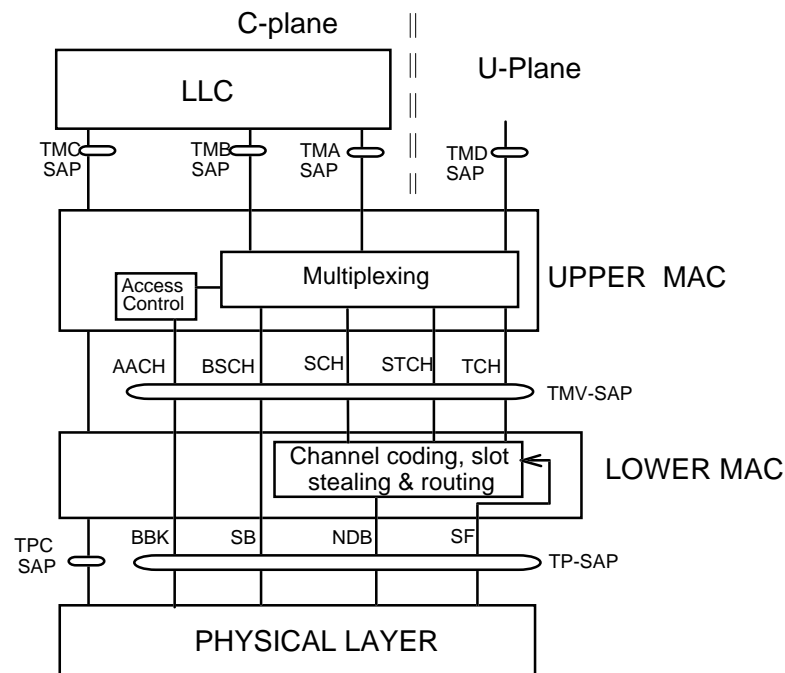 C-plane
U-Plane
LLC
TMC SAP
TMB SAP
TMA SAP
TMD SAP
Multiplexing
Access Control
UPPER MAC
AACH
BSCH
SCH
STCH
TCH
TMV-SAP
Channel coding, slot
stealing & routing
LOWER MAC
TPC SAP
BBK
SB
NDB
SF
TP-SAP
PHYSICAL LAYER